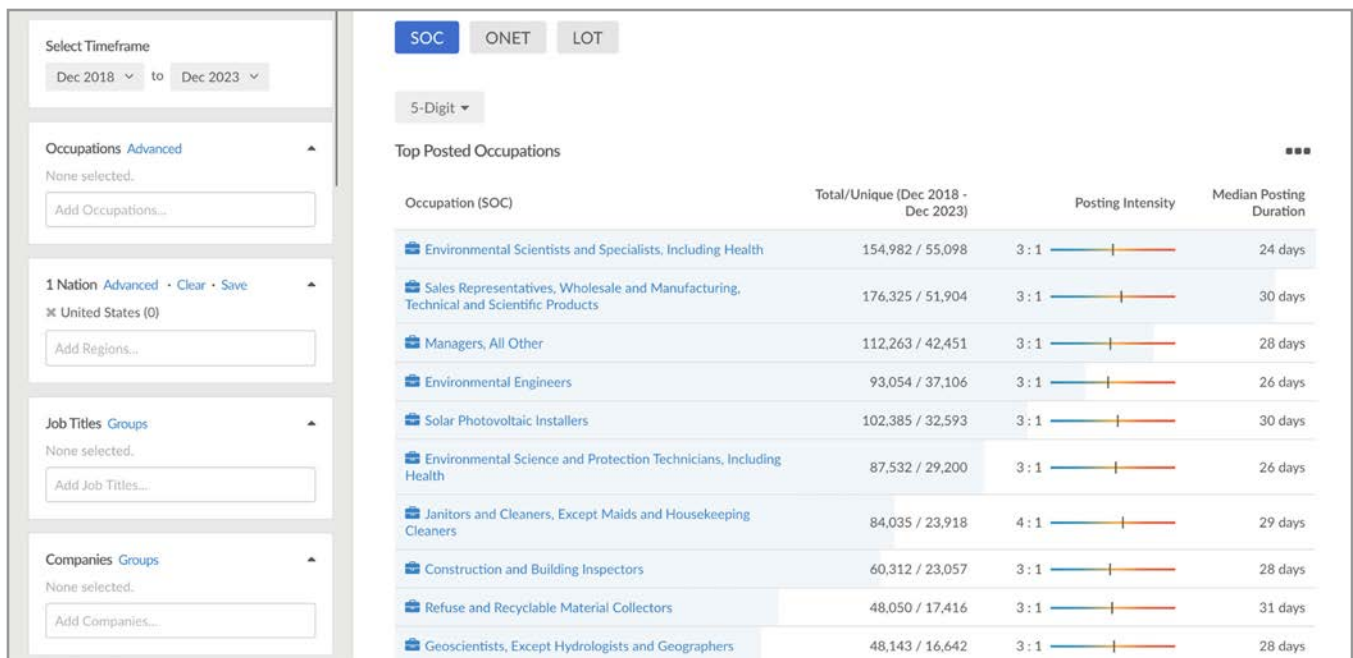 Select Timeframe
Dec 2018 to Dec 2023
Occupations Advanced
None selected.
Add Occupations...
1 Nation Advanced · Clear · Save
✖ United States (0)
Add Regions...
Job Titles Groups
None selected.
Add Job Titles...
Companies Groups
None selected.
Add Companies...
SOC ONET LOT
5-Digit
Top Posted Occupations
Occupation (SOC) Total/Unique (Dec 2018 - Posting Intensity Median Posting
Dec 2023) Duration
Environmental Scientists and Specialists, Including Health 154,982 / 55,098 3 : 1 24 days
Sales Representatives, Wholesale and Manufacturing,
Technical and Scientific Products 176,325 / 51,904 3 : 1 30 days
Managers, All Other 112,263 / 42,451 3 : 1 28 days
Environmental Engineers 93,054 / 37,106 3 : 1 26 days
Solar Photovoltaic Installers 102,385 / 32,593 3 : 1 30 days
Environmental Science and Protection Technicians, Including
Health 87,532 / 29,200 3 : 1 26 days
Janitors and Cleaners, Except Maids and Housekeeping
Cleaners 84,035 / 23,918 4 : 1 29 days
Construction and Building Inspectors 60,312 / 23,057 3 : 1 28 days
Refuse and Recyclable Material Collectors 48,050 / 17,416 3 : 1 31 days
Geoscientists, Except Hydrologists and Geographers 48,143 / 16,642 3 : 1 28 days